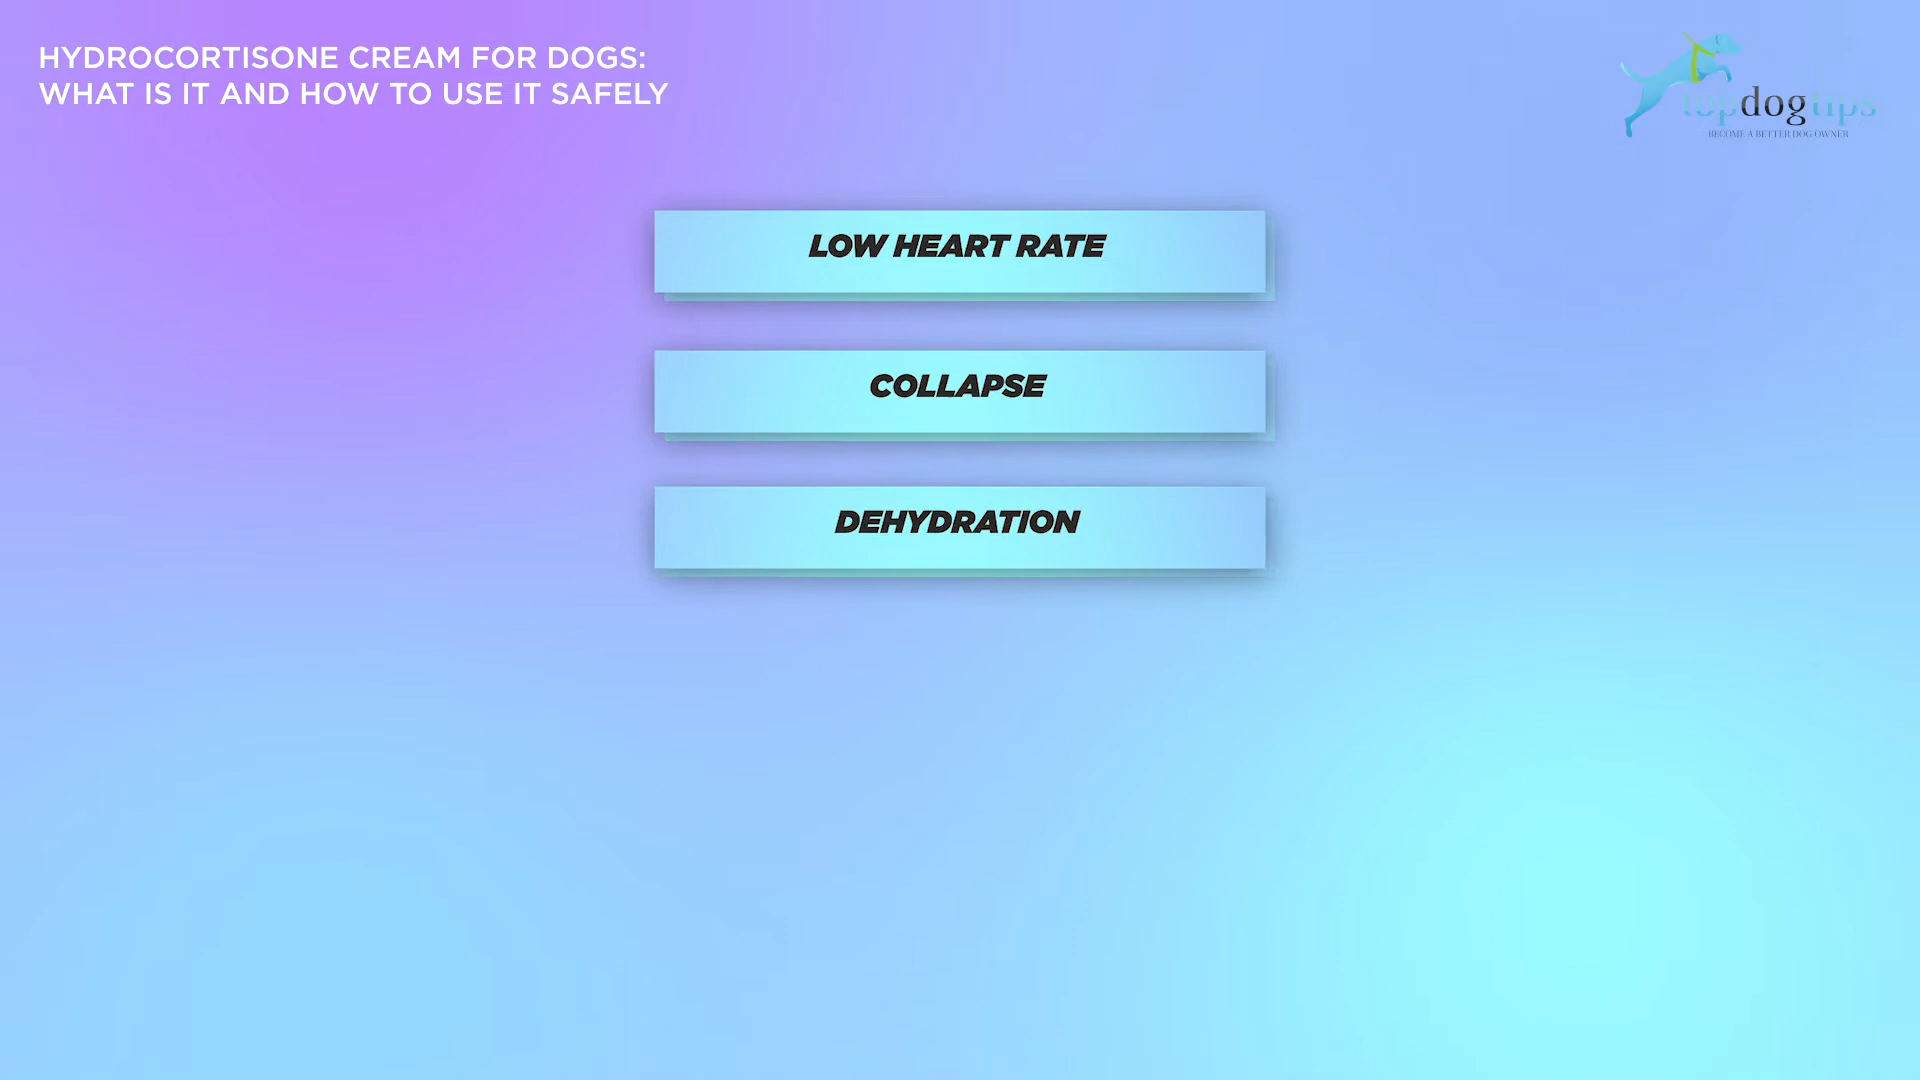 HYDROCORTISONE CREAM FOR DOGS:
WHAT IS IT AND HOW TO USE IT SAFELY
topdogtips
BECOME A BETTER DOG OWNER
LOW HEART RATE
COLLAPSE
DEHYDRATION